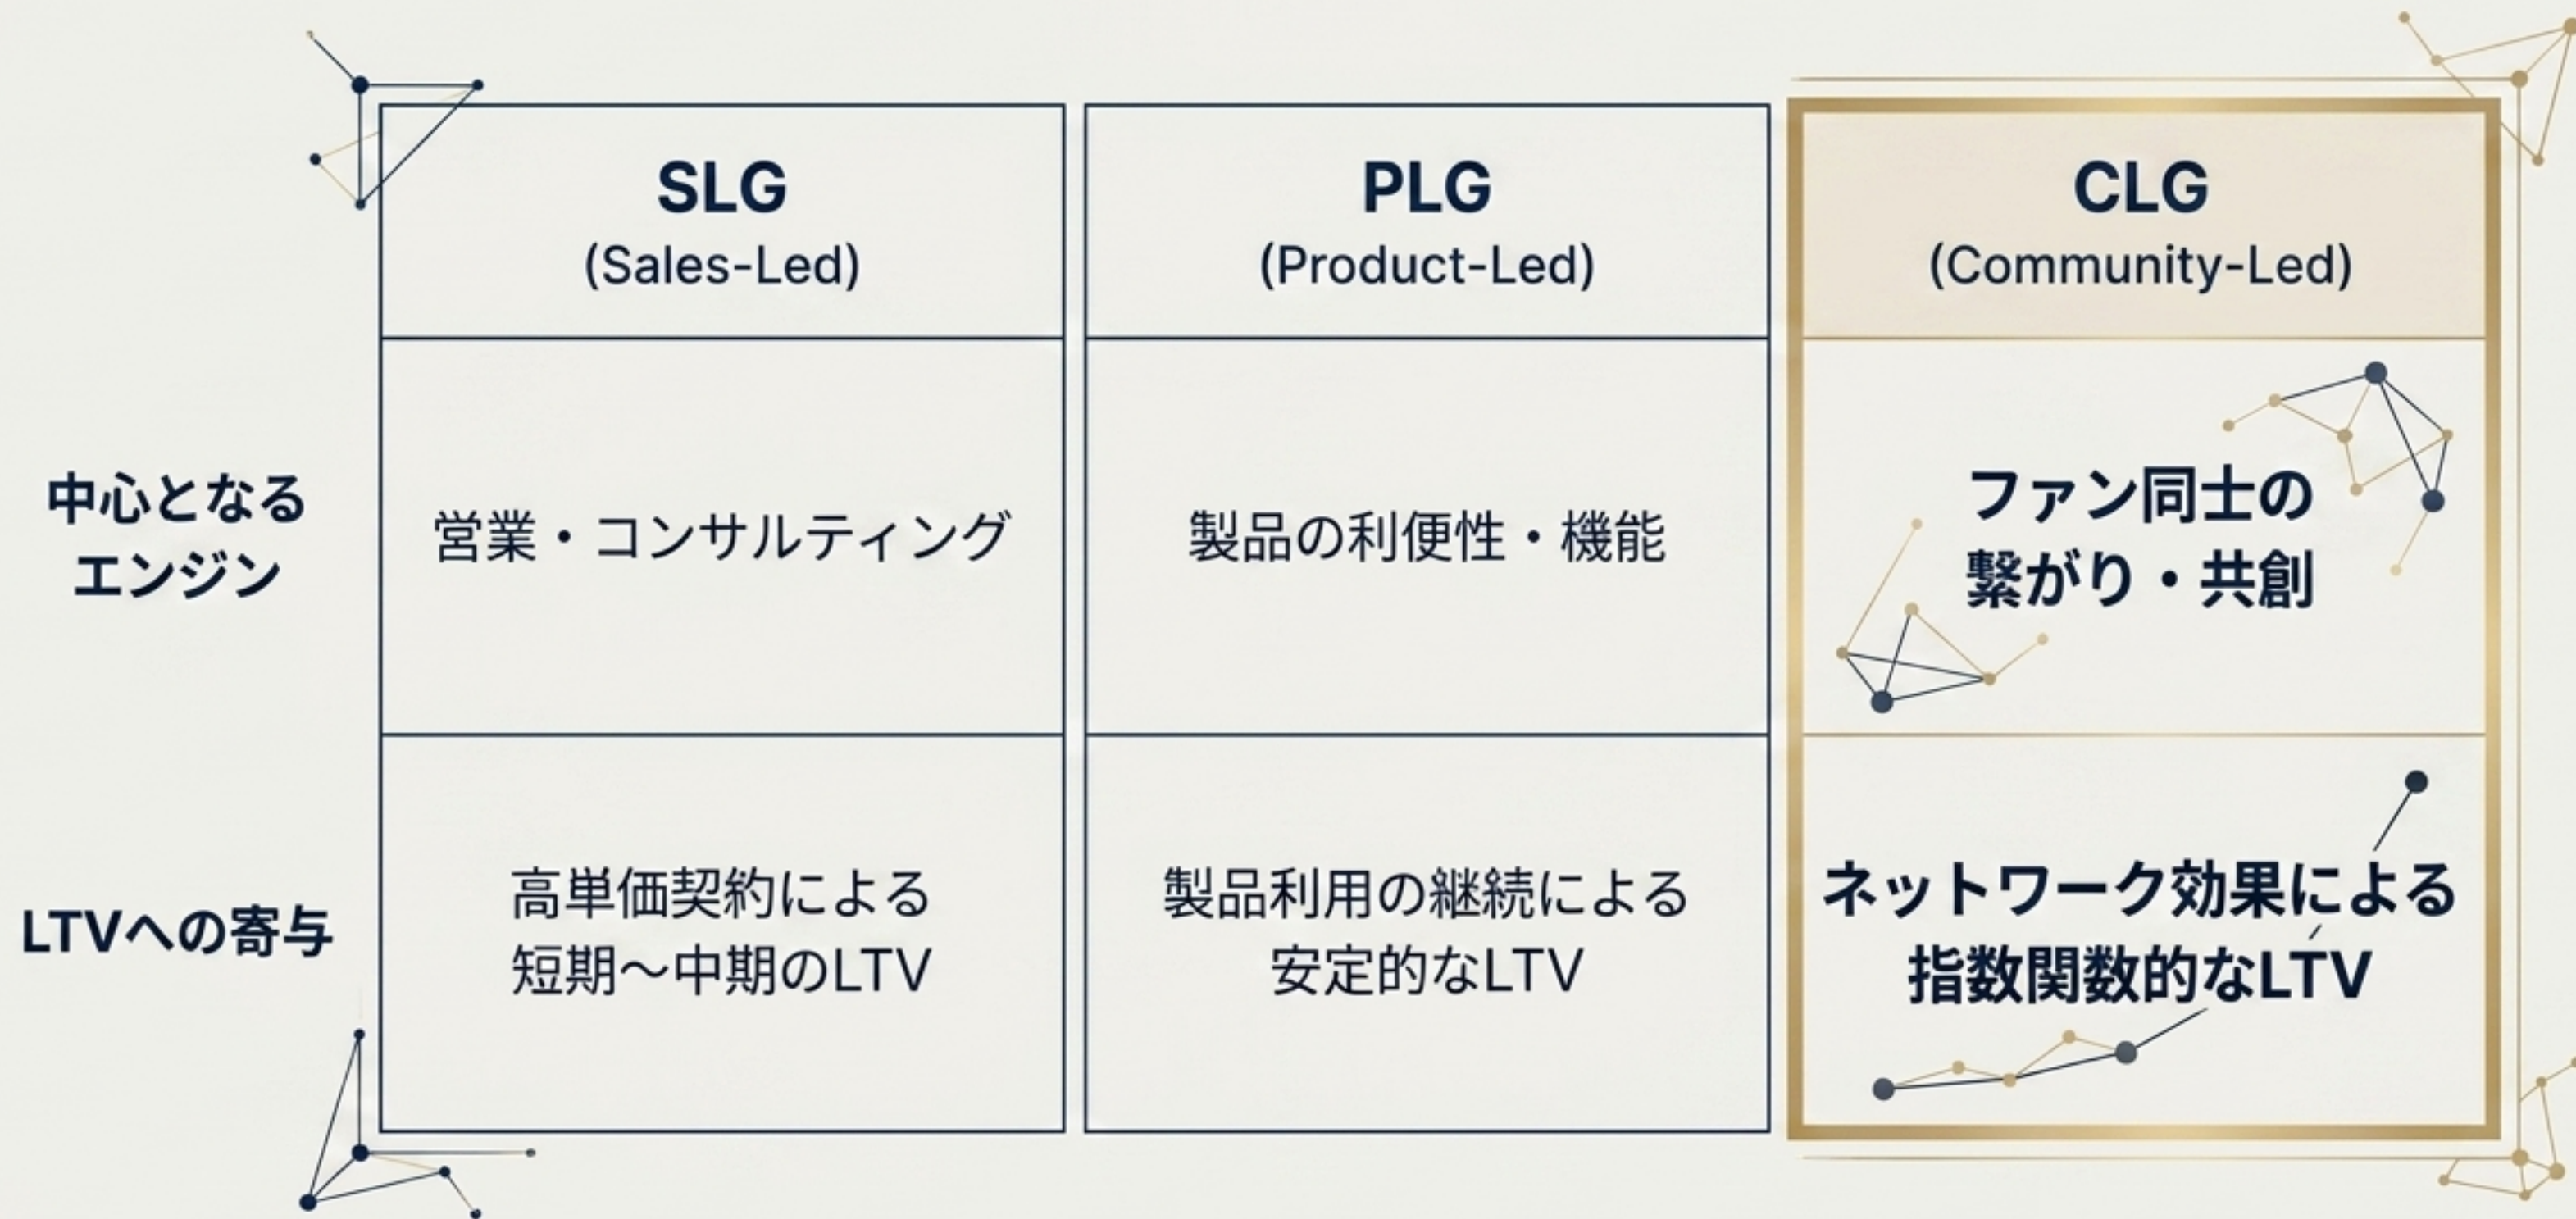 SLG
(Sales-Led)
PLG
(Product-Led)
CLG
(Community-Led)
中心となる
エンジン
営業・コンサルティング
製品の利便性・機能
ファン同士の
繋がり・共創
LTVへの寄与
高単価契約による
短期～中期のLTV
製品利用の継続による
安定的なLTV
ネットワーク効果による
指数関数的なLTV